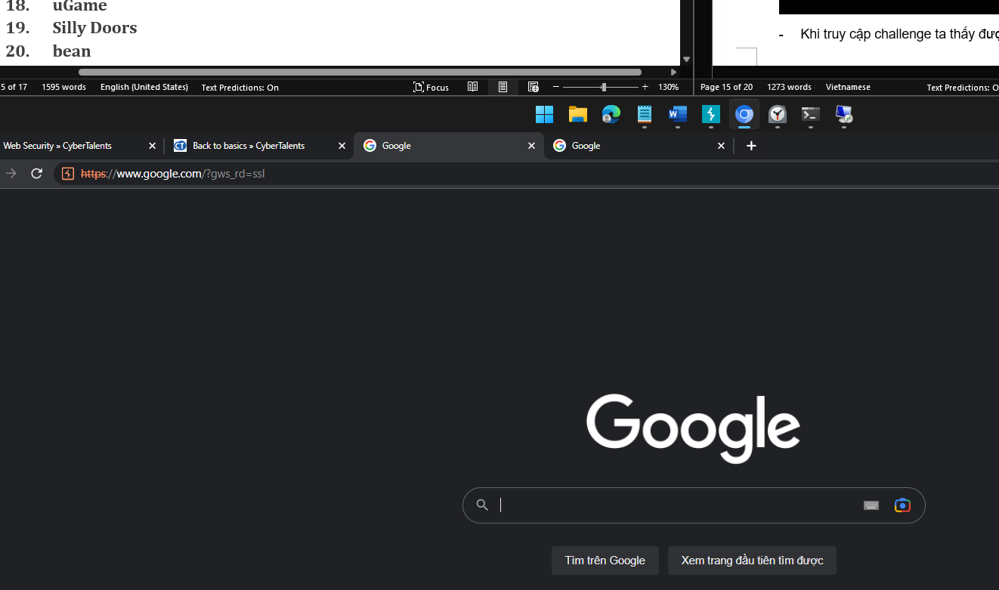 18. uGame
19. Silly Doors
20. bean
- Khi truy cập challenge ta thấy
5 of 17 1595 words English (United States) Text Predictions: On Focus 130%
Page 15 of 20 1273 words Vietnamese Text Predictions: O
Web Security » CyberTalents
CT Back to basics » CyberTalents
Google
Google
https://www.google.com/?gws_rd=ssl
Google
Tìm trên Google
Xem trang đầu tiên tìm được